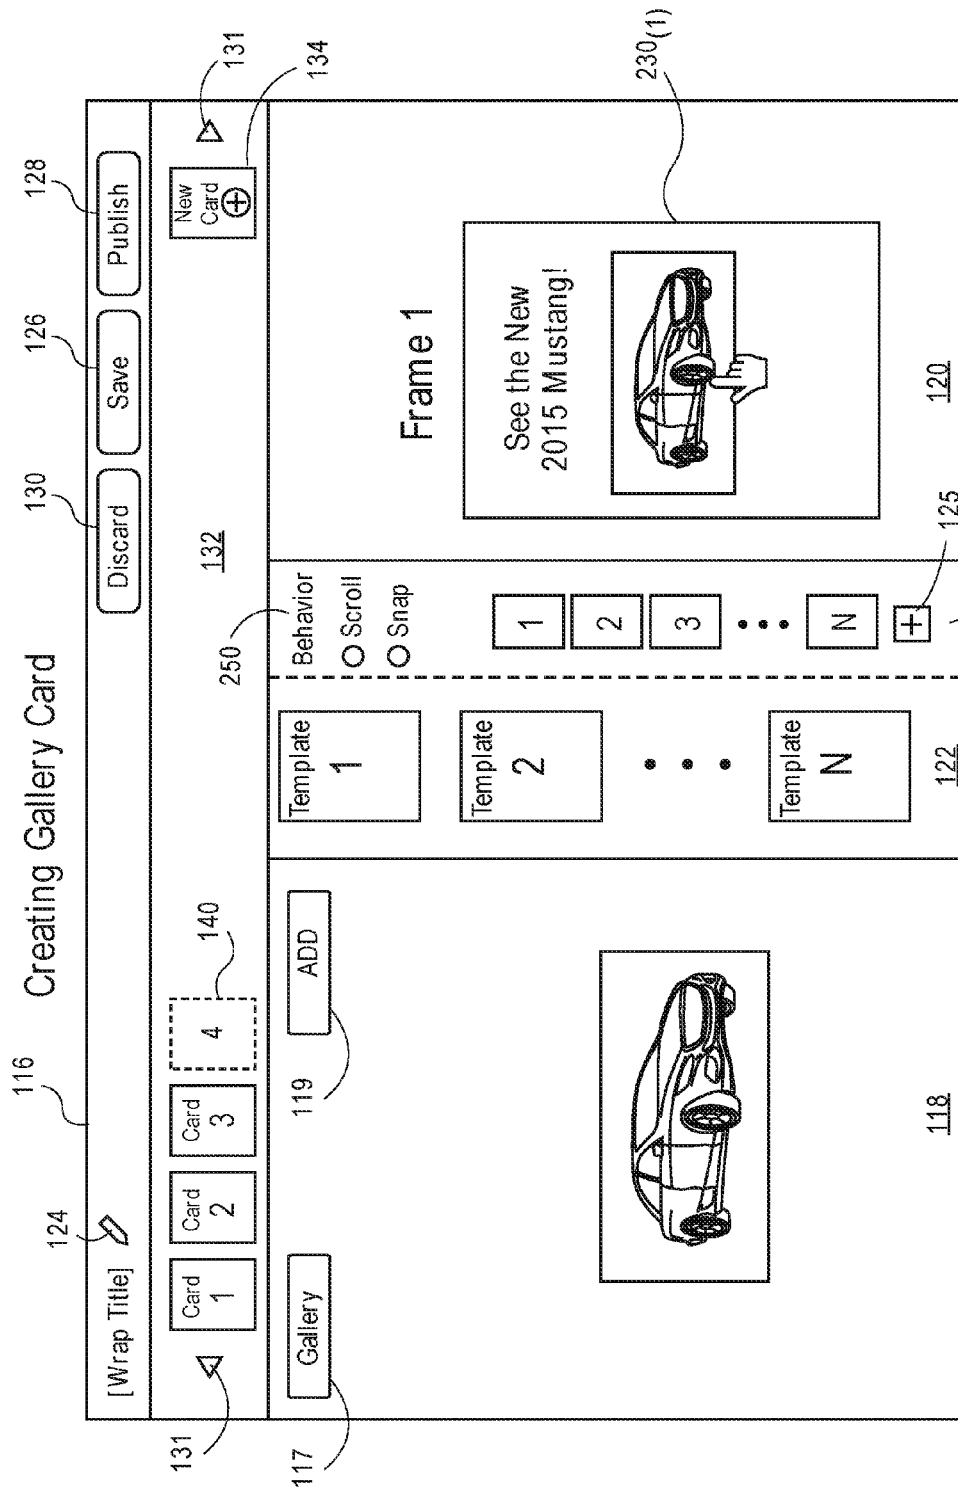 Creating Gallery Card
116
124
130
126
128
[Wrap Title]
Discard
Save
Publish
131
Card
1
Card
2
Card
3
4
140
132
New
Card
131
134
117
Gallery
119
ADD
118
Template
1
Template
2
Template
N
122
250
Behavior
Scroll
Snap
1
2
3
N
+
125
Frame 1
See the New
2015 Mustang!
230(1)
120